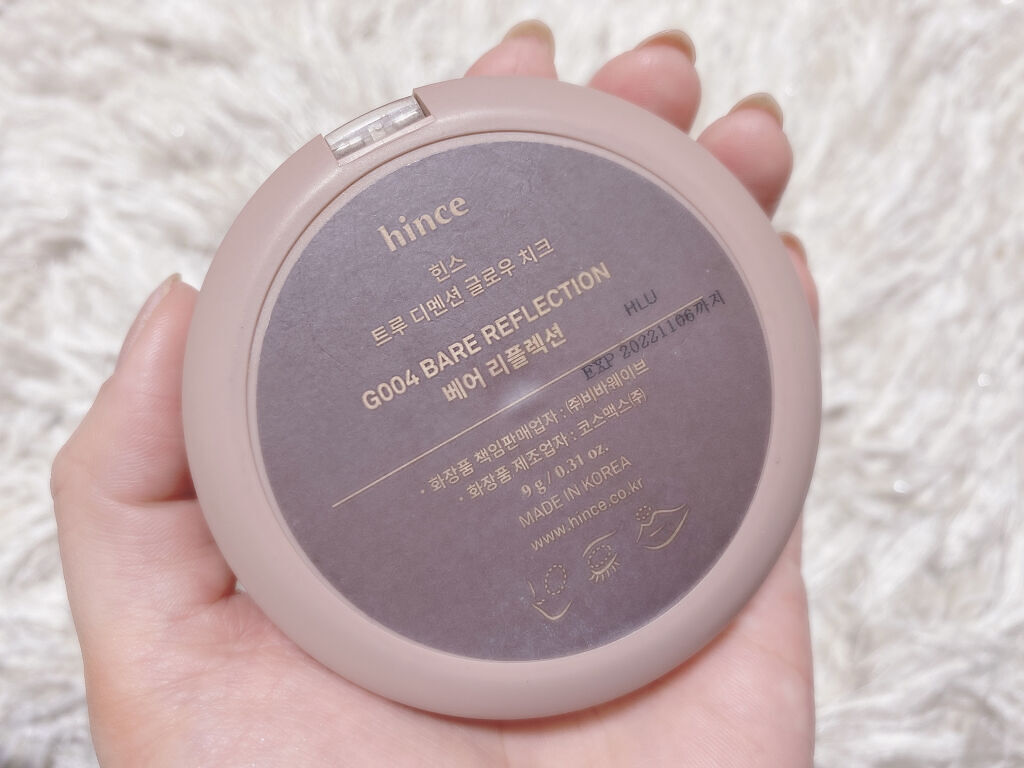 hince
힌스
트루 디멘션 글로우 치크
G004 BARE REFLECTION
베어 리플렉션
HLU
EXP 20221106까지
· 화장품 책임판매업자 : ㈜비바웨이브
· 화장품 제조업자 : 코스맥스㈜
9 g / 0.31 oz.
MADE IN KOREA
www.hince.co.kr